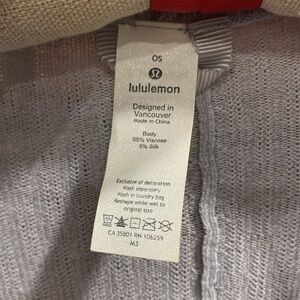 OS
lululemon
Designed in
Vancouver
Made in China
Body
95% Viscose
5% Silk
Exclusive of decoration
Wash separately
Wash in laundry bag
Reshape while wet to
original size
CA 35801 RN 106259
M3